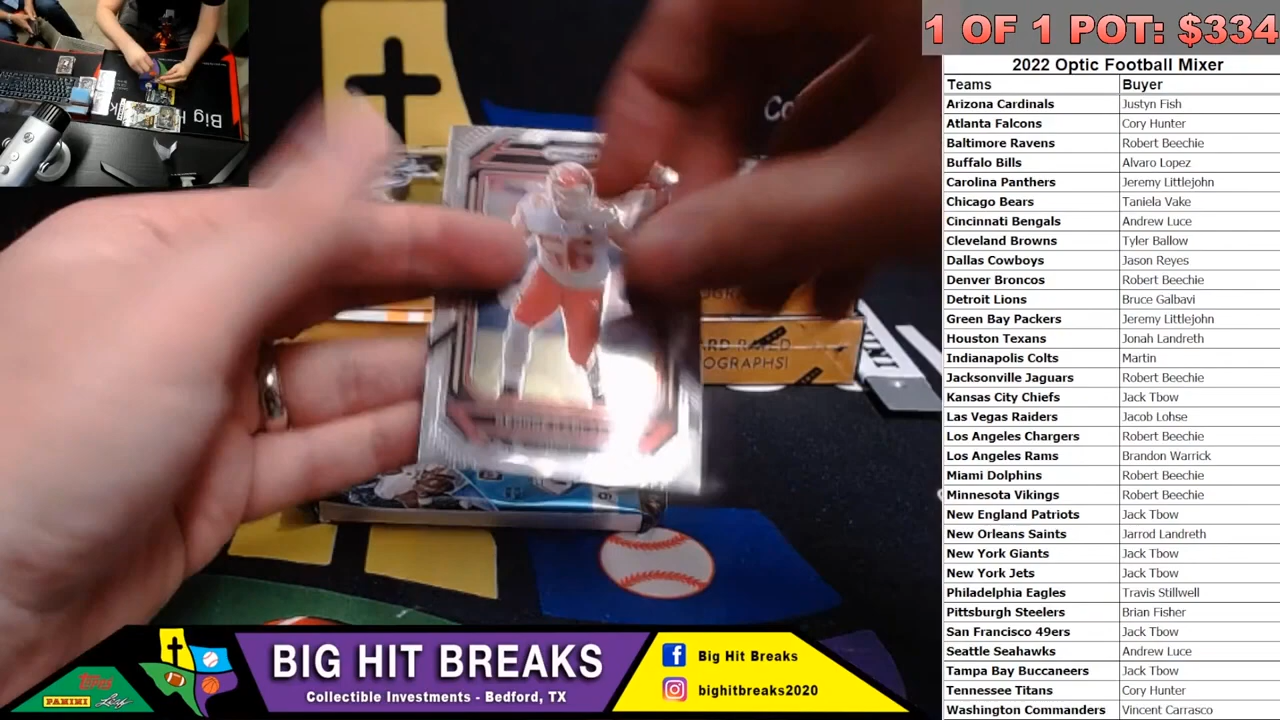 1 OF 1 POT: $334
2022 Optic Football Mixer
Teams Buyer
Arizona Cardinals Justyn Fish
Atlanta Falcons Cory Hunter
Baltimore Ravens Robert Beechie
Buffalo Bills Alvaro Lopez
Carolina Panthers Jeremy Littlejohn
Chicago Bears Taniela Vake
Cincinnati Bengals Andrew Luce
Cleveland Browns Tyler Ballow
Dallas Cowboys Jason Reyes
Denver Broncos Robert Beechie
Detroit Lions Bruce Galbavi
Green Bay Packers Jeremy Littlejohn
Houston Texans Jonah Landreth
Indianapolis Colts Martin
Jacksonville Jaguars Robert Beechie
Kansas City Chiefs Jack Tbow
Las Vegas Raiders Jacob Lohse
Los Angeles Chargers Robert Beechie
Los Angeles Rams Brandon Warrick
Miami Dolphins Robert Beechie
Minnesota Vikings Robert Beechie
New England Patriots Jack Tbow
New Orleans Saints Jarrod Landreth
New York Giants Jack Tbow
New York Jets Jack Tbow
Philadelphia Eagles Travis Stillwell
Pittsburgh Steelers Brian Fisher
San Francisco 49ers Jack Tbow
Seattle Seahawks Andrew Luce
Tampa Bay Buccaneers Jack Tbow
Tennessee Titans Cory Hunter
Washington Commanders Vincent Carrasco
Big H
Co
OGRAPHS!
Topps
PANINI
Leaf
BIG HIT BREAKS
Collectible Investments - Bedford, TX
Big Hit Breaks
bighitbreaks2020